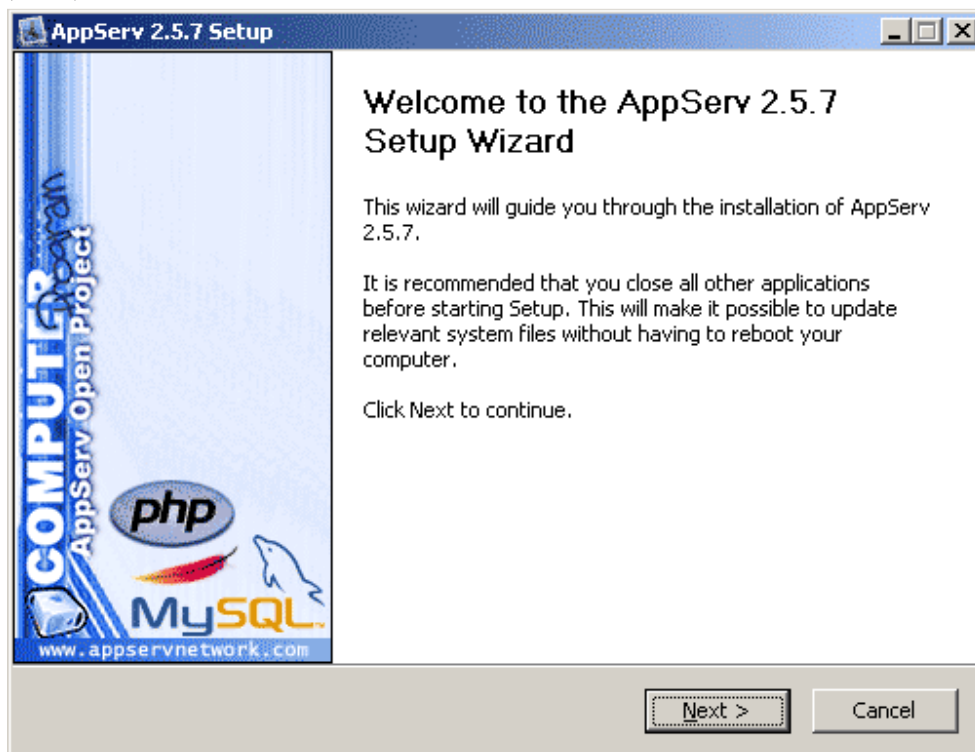 AppServ 2.5.7 Setup
Welcome to the AppServ 2.5.7
Setup Wizard
This wizard will guide you through the installation of AppServ
2.5.7.
It is recommended that you close all other applications
before starting Setup. This will make it possible to update
relevant system files without having to reboot your
computer.
Click Next to continue.
COMPUTER
Program
AppServ Open Project
php
MySQL
www.appservnetwork.com
Next >
Cancel